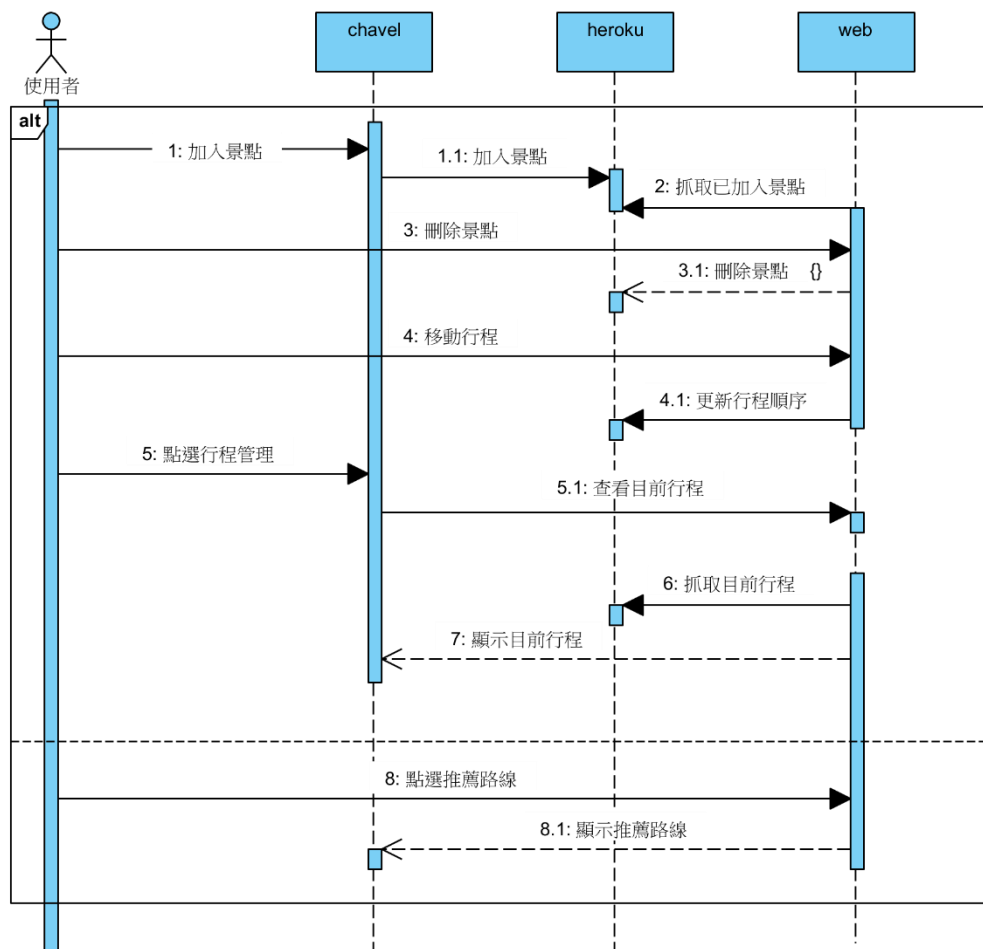 chavel
heroku
web
使用者
alt
1: 加入景點
1.1: 加入景點
2: 抓取已加入景點
3: 刪除景點
3.1: 刪除景點 {}
4: 移動行程
4.1: 更新行程順序
5: 點選行程管理
5.1: 查看目前行程
6: 抓取目前行程
7: 顯示目前行程
8: 點選推薦路線
8.1: 顯示推薦路線